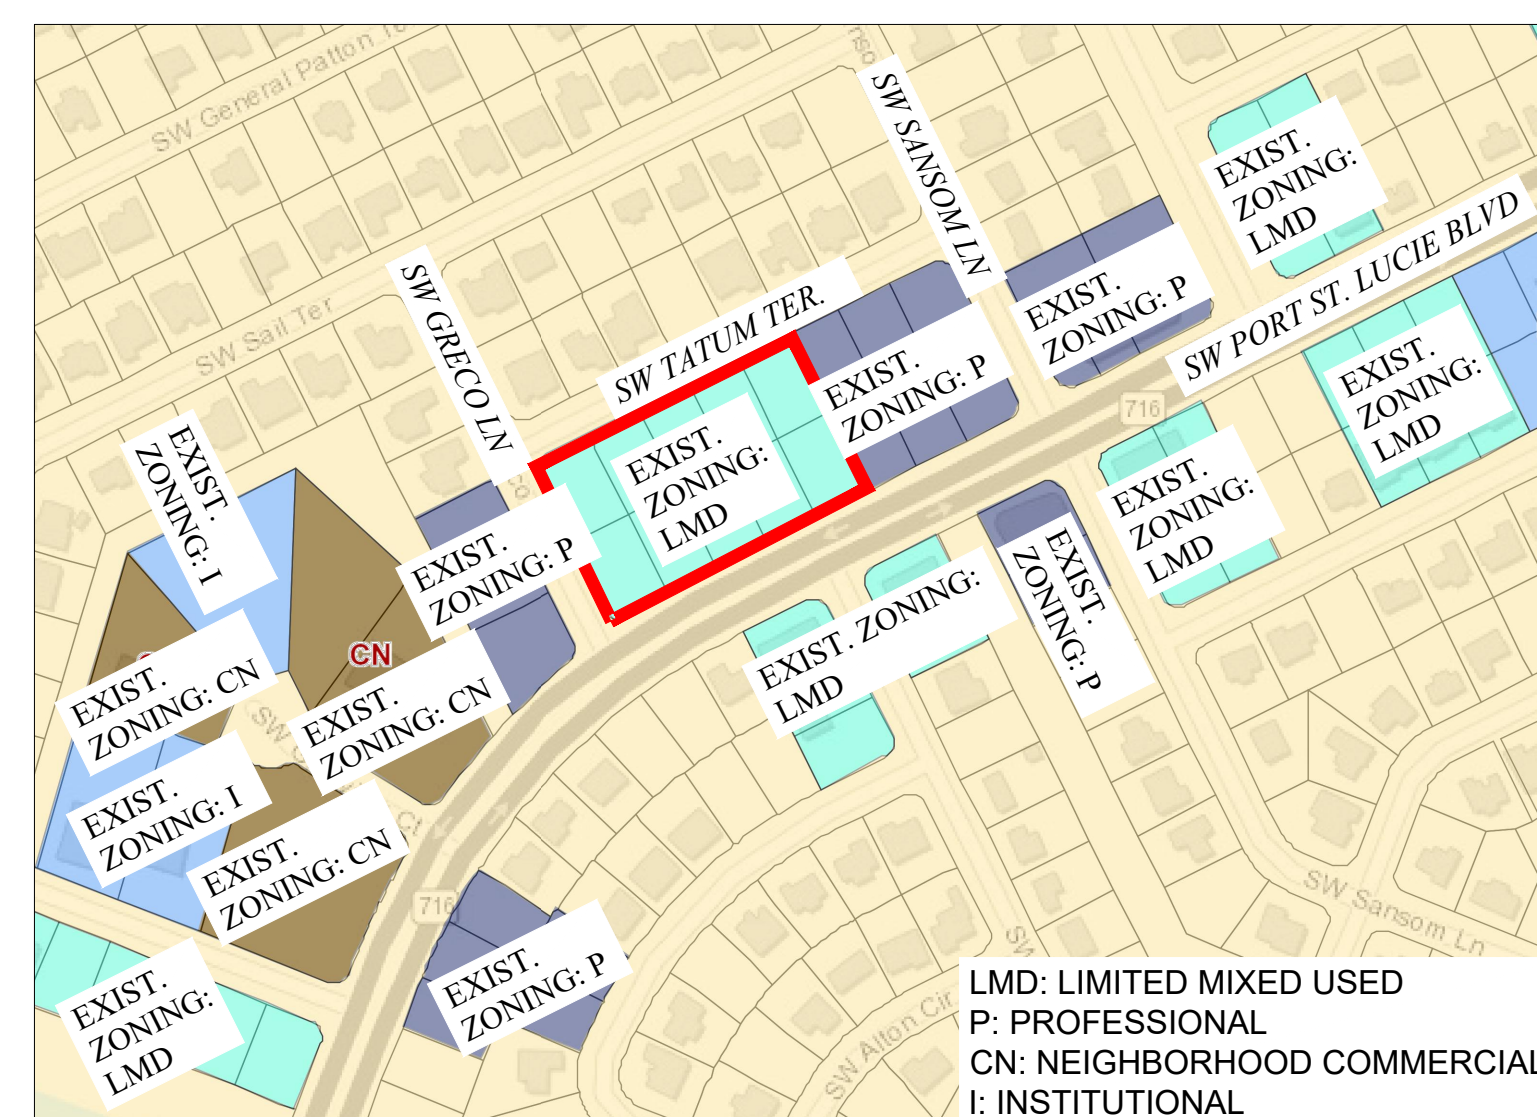 SW General Patton Te
SW SANSOM LN
EXIST.
ZONING:
LMD
SW PORT ST. LUCIE BLVD
SW GRECO LN
SW Sail Ter
SW TATUM TER.
EXIST.
ZONING: P
EXIST.
ZONING: P
EXIST.
ZONING:
LMD
716
EXIST.
ZONING: I
EXIST.
ZONING:
LMD
EXIST.
ZONING: P
EXIST.
ZONING:
LMD
EXIST. ZONING:
LMD
EXIST.
ZONING: P
CN
EXIST.
ZONING: CN
EXIST.
ZONING: CN
EXIST.
ZONING: I
EXIST.
ZONING: CN
716
EXIST.
ZONING: P
EXIST.
ZONING:
LMD
SW Sansom Ln
SW
SW Alton Cir
LMD: LIMITED MIXED USED
P: PROFESSIONAL
CN: NEIGHBORHOOD COMMERCIAL
I: INSTITUTIONAL